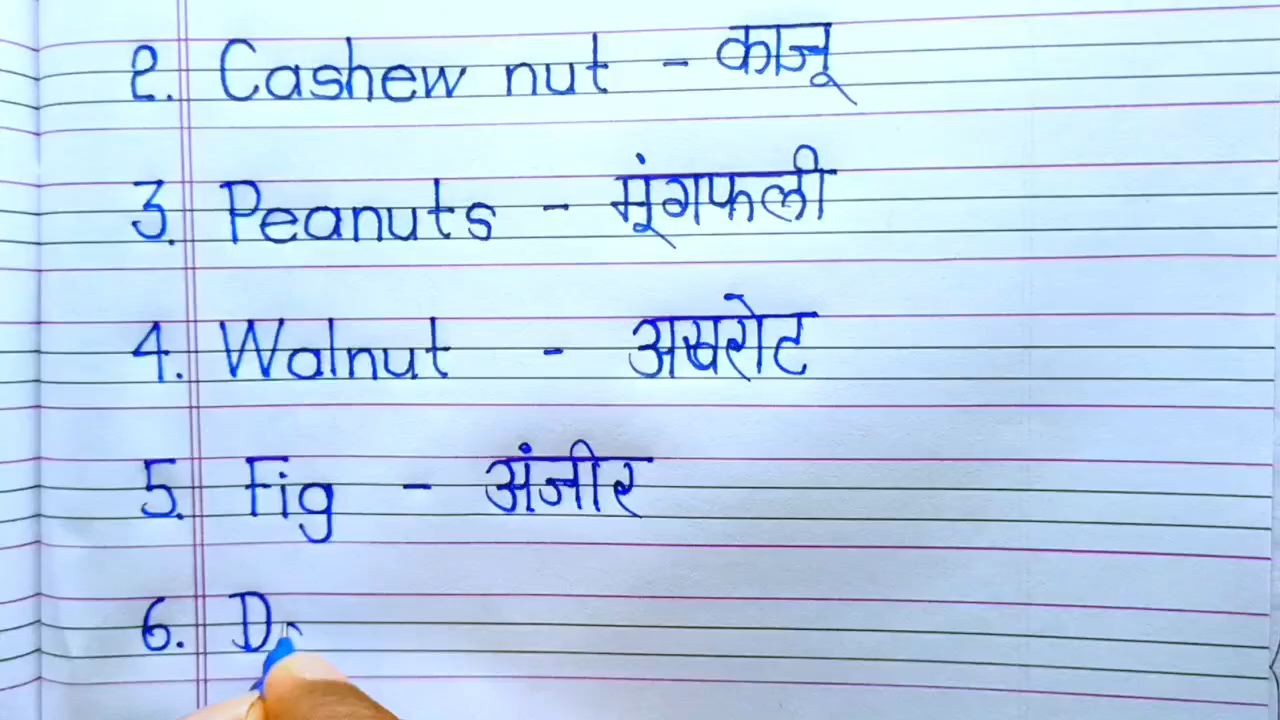 2. Cashew nut - काजू
3. Peanuts - मूंगफली
4. Walnut - अखरोट
5. Fig - अंजीर
6. D